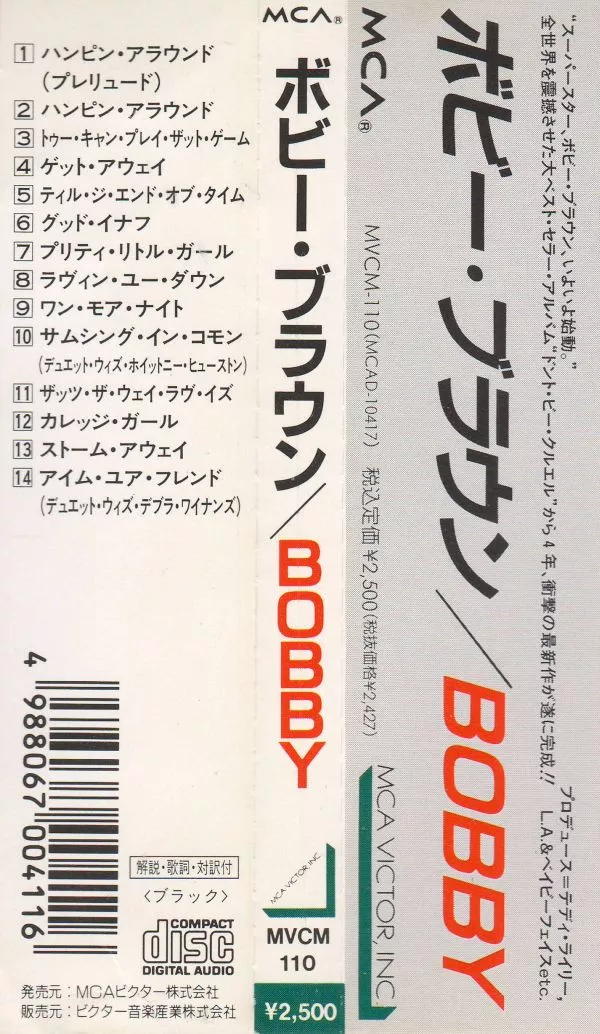 1 ハンピン・アラウンド
(プレリュード)
2 ハンピン・アラウンド
3 トゥー・キャン・プレイ・ザット・ゲーム
4 ゲット・アウェイ
5 ティル・ジ・エンド・オブ・タイム
6 グッド・イナフ
7 プリティ・リトル・ガール
8 ラヴィン・ユー・ダウン
9 ワン・モア・ナイト
10 サムシング・イン・コモン
(デュエット・ウィズ・ホイットニー・ヒューストン)
11 ザッツ・ザ・ウェイ・ラヴ・イズ
12 カレッジ・ガール
13 ストーム・アウェイ
14 アイム・ユア・フレンド
(デュエット・ウィズ・デブラ・ワイナンズ)
4 988067 004116
解説・歌詞・対訳付
〈ブラック〉
COMPACT
disc
DIGITAL AUDIO
発売元:MCAビクター株式会社
販売元:ビクター音楽産業株式会社
MCA®
ボビー・ブラウン/BOBBY
MCA VICTOR, INC
MVCM
110
¥2,500
MCA®
MVCM-110(MCAD-10417) 税込定価¥2,500(税抜価格¥2,427)
MCA VICTOR, INC
ボビー・ブラウン/BOBBY
“スーパースター、ボビー・ブラウン、いよいよ始動。”
全世界を震撼させた大ベスト・セラー・アルバム“ドント・ビー・クルエル”から4年、衝撃の最新作が遂に完成!!
プロデュース=テディ・ライリー,
L.A.&ベイビーフェイスetc.